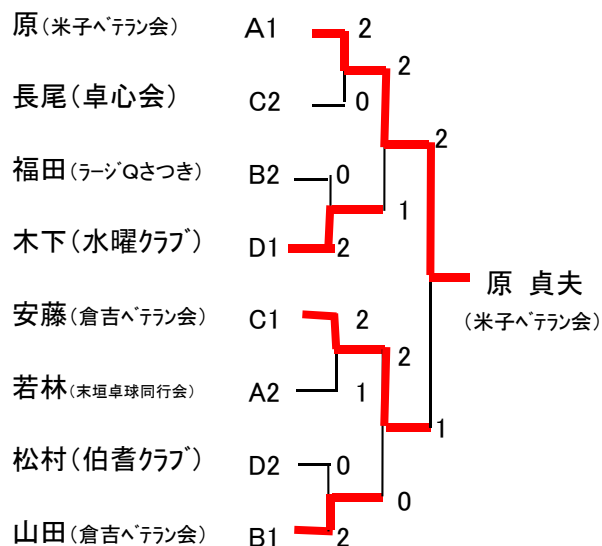 原(米子ベテラン会) A1 2
2
長尾(卓心会) C2 0
2
福田(ラージQさつき) B2 0
1
木下(水曜クラブ) D1 2
原 貞夫
(米子ベテラン会)
安藤(倉吉ベテラン会) C1 2
2
若林(末垣卓球同行会) A2 1
1
松村(伯耆クラブ) D2 0
0
山田(倉吉ベテラン会) B1 2